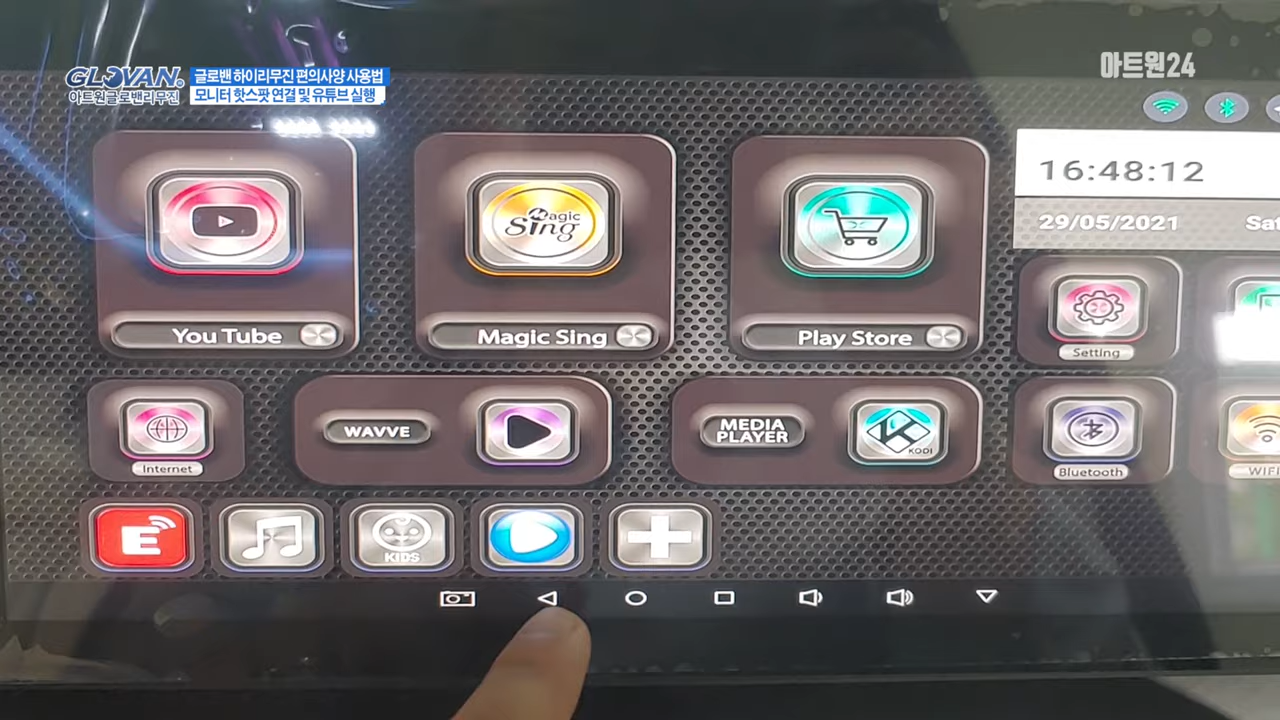 GLOVAN
아트원글로밴리무진
글로밴 하이리무진 편의사양 사용법
모니터 핫스팟 연결 및 유튜브 실행
아트원24
16:48:12
29/05/2021
You Tube
Magic Sing
Magic Sing
Play Store
Setting
Internet
WAVVE
MEDIA PLAYER
KODI
Bluetooth
WIFI
E
KIDS